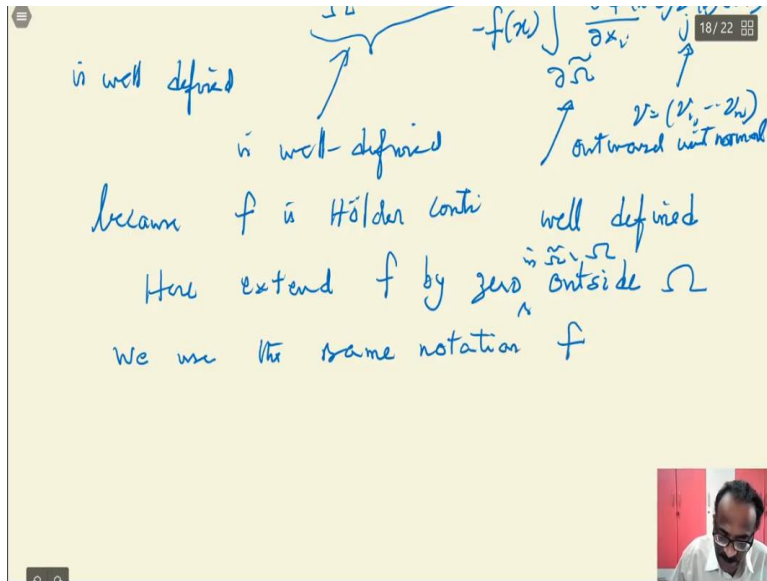 18 / 22
-f(x) ∫ ∂xᵢ j
∂Ω̃
is well defined
ν = (ν₁, --- νₙ)
is well-defined
outward unit normal
because f is Hölder conti well defined
in Ω̃ \ Ω
Here extend f by zero ^ outside Ω
We use the same notation f